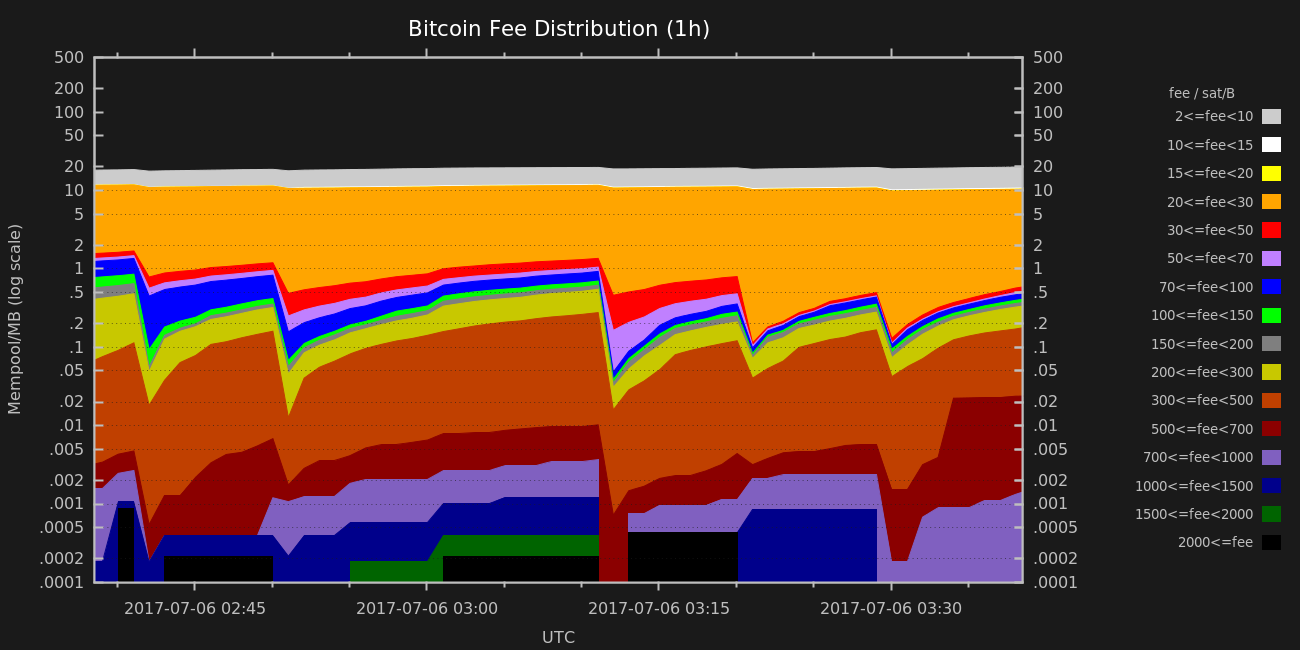 Bitcoin Fee Distribution (1h)
500
200
100
50
20
10
5
2
1
.5
.2
.1
.05
.02
.01
.005
.002
.001
.0005
.0002
.0001
Mempool/MB (log scale)
500
200
100
50
20
10
5
2
1
.5
.2
.1
.05
.02
.01
.005
.002
.001
.0005
.0002
.0001
2017-07-06 02:45
2017-07-06 03:00
2017-07-06 03:15
2017-07-06 03:30
UTC
fee / sat/B
2<=fee<10
10<=fee<15
15<=fee<20
20<=fee<30
30<=fee<50
50<=fee<70
70<=fee<100
100<=fee<150
150<=fee<200
200<=fee<300
300<=fee<500
500<=fee<700
700<=fee<1000
1000<=fee<1500
1500<=fee<2000
2000<=fee